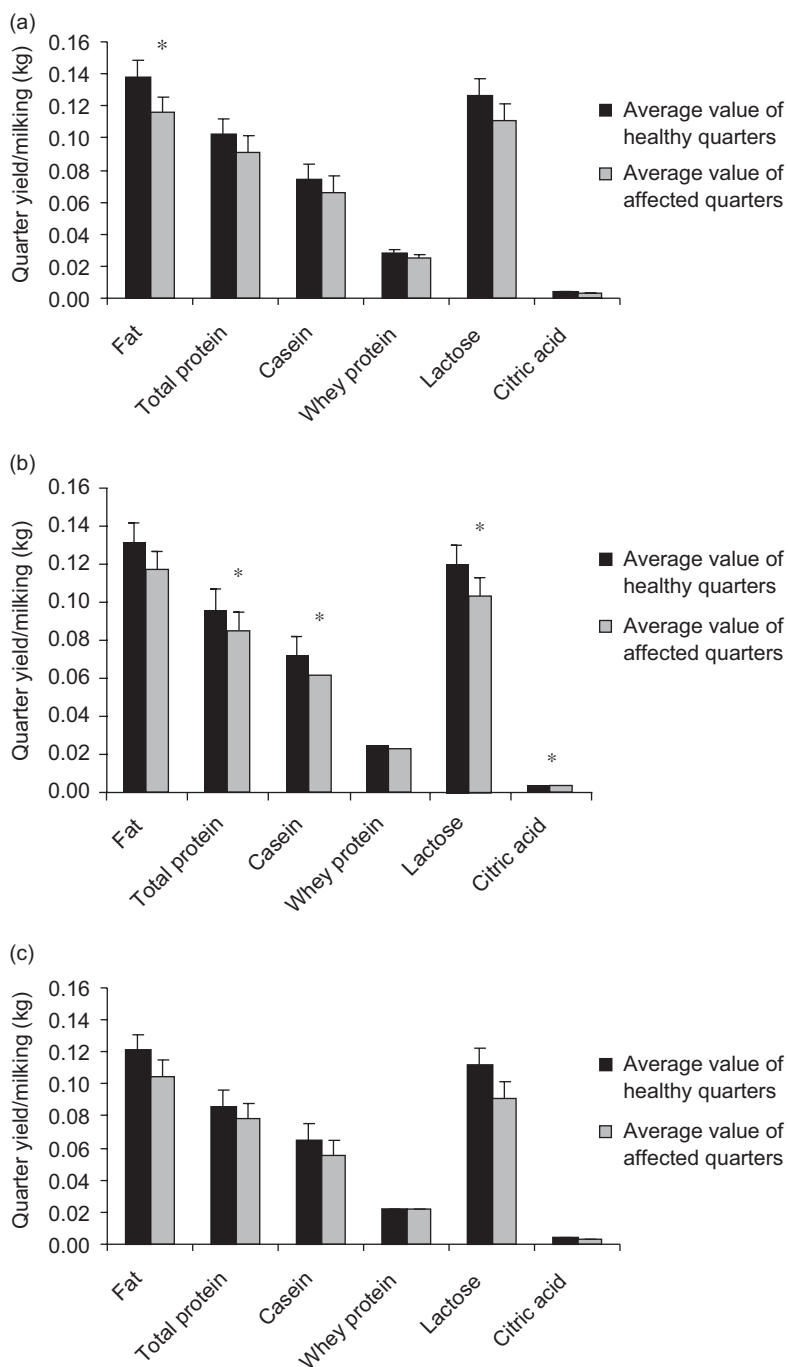 (a)
Quarter yield/milking (kg)
0.16
0.14
0.12
0.10
0.08
0.06
0.04
0.02
0.00
*
Fat
Total protein
Casein
Whey protein
Lactose
Citric acid
Average value of
healthy quarters
Average value of
affected quarters
(b)
Quarter yield/milking (kg)
0.16
0.14
0.12
0.10
0.08
0.06
0.04
0.02
0.00
*
*
*
*
Fat
Total protein
Casein
Whey protein
Lactose
Citric acid
Average value of
healthy quarters
Average value of
affected quarters
(c)
Quarter yield/milking (kg)
0.16
0.14
0.12
0.10
0.08
0.06
0.04
0.02
0.00
Fat
Total protein
Casein
Whey protein
Lactose
Citric acid
Average value of
healthy quarters
Average value of
affected quarters